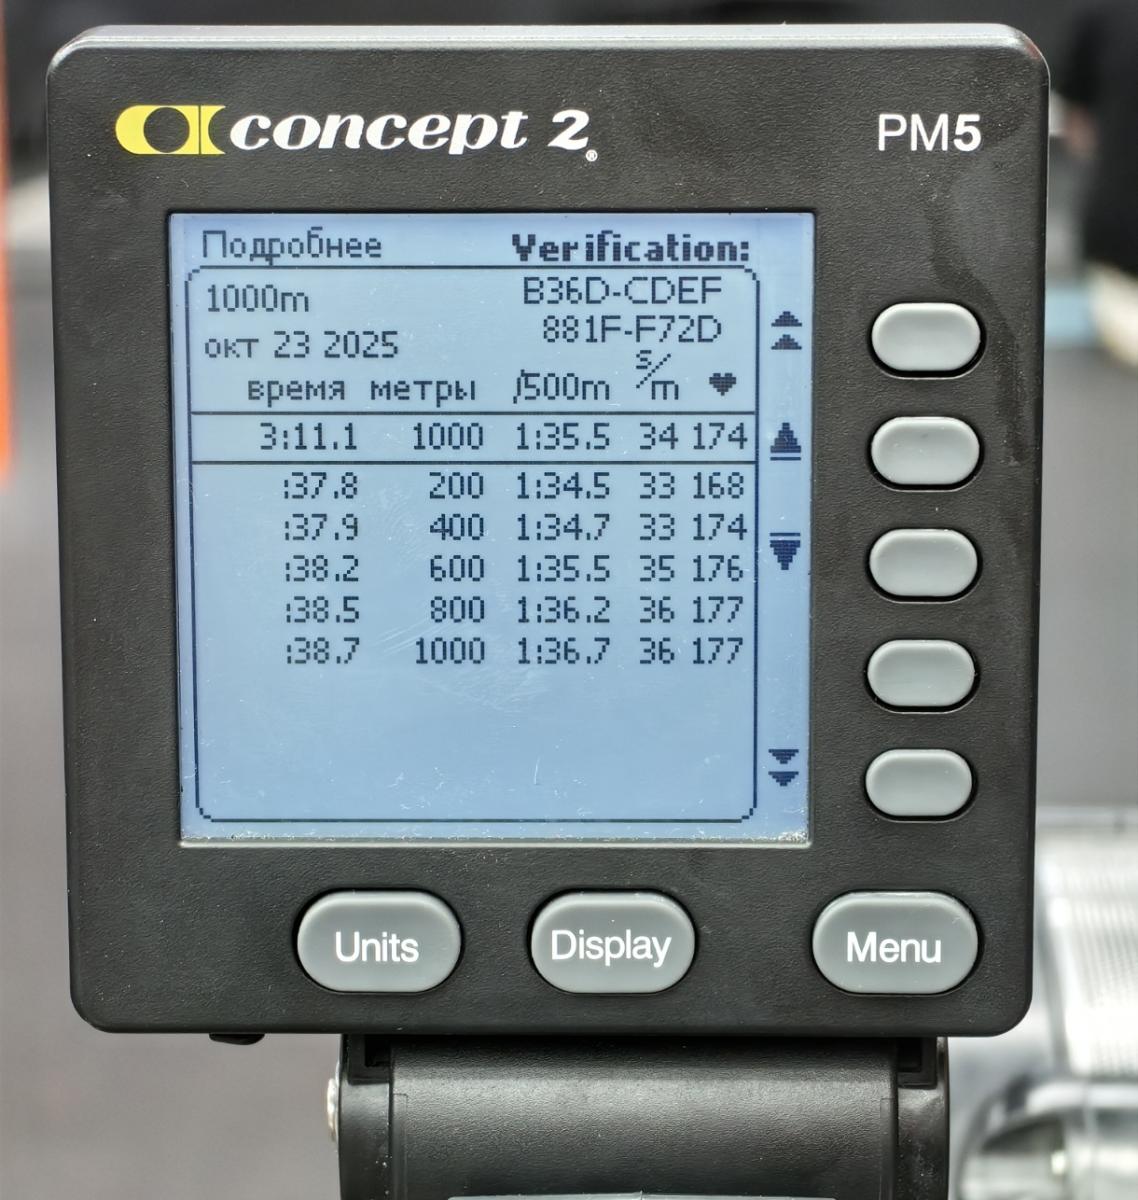 concept 2® PM5
Подробнее Verification:
1000m B36D-CDEF
окт 23 2025 881F-F72D
время метры /500m s/m ♥
3:11.1 1000 1:35.5 34 174
:37.8 200 1:34.5 33 168
:37.9 400 1:34.7 33 174
:38.2 600 1:35.5 35 176
:38.5 800 1:36.2 36 177
:38.7 1000 1:36.7 36 177
Units Display Menu